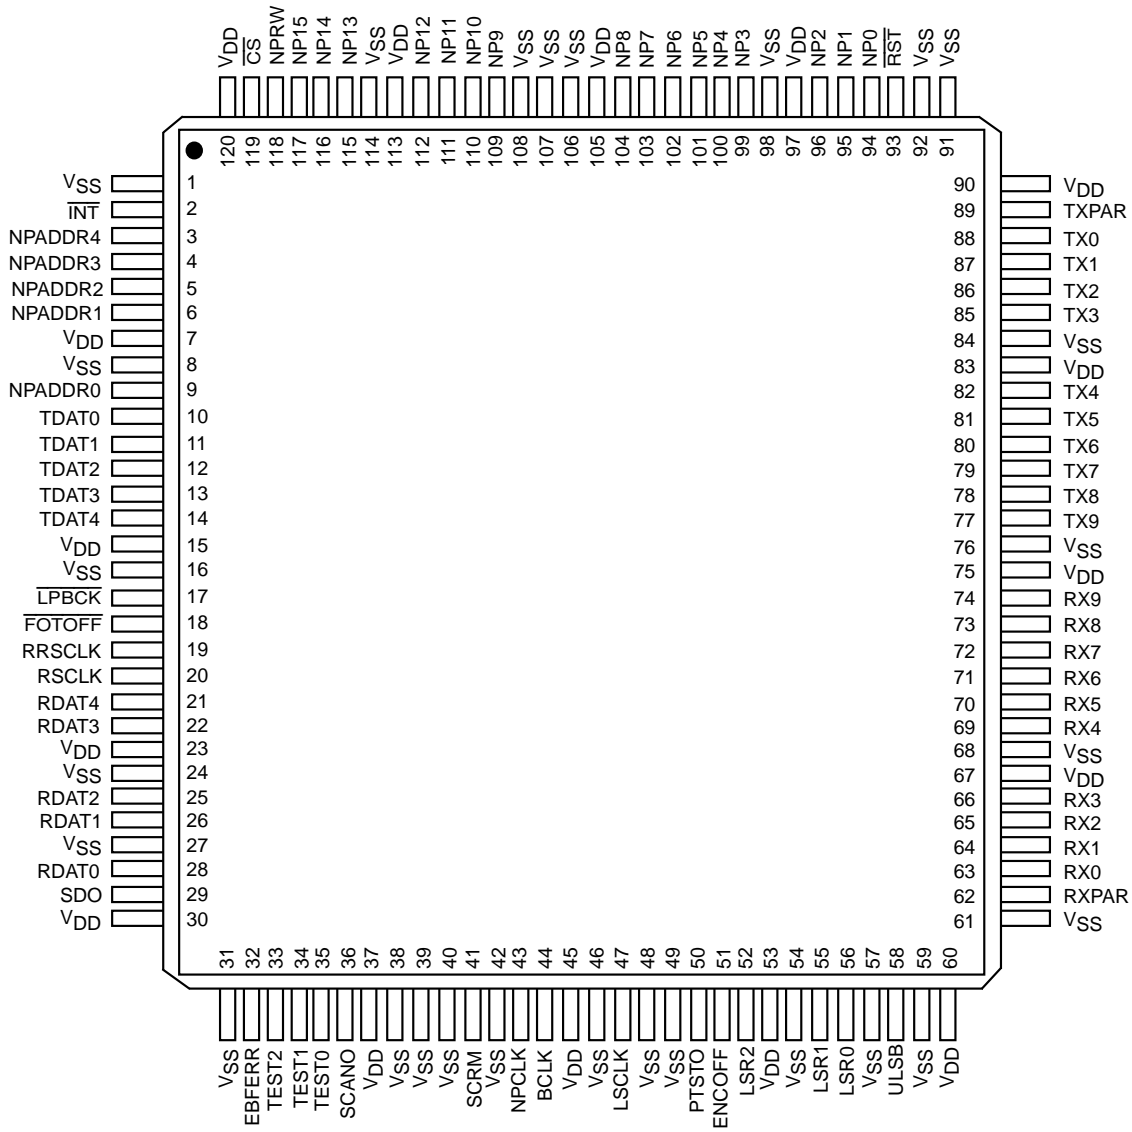 VDD CS NPRW NP15 NP14 NP13 VSS VDD NP12 NP11 NP10 NP9 VSS VSS VSS VDD NP8 NP7 NP6 NP5 NP4 NP3 VSS VDD NP2 NP1 NP0 RST VSS VSS
120 119 118 117 116 115 114 113 112 111 110 109 108 107 106 105 104 103 102 101 100 99 98 97 96 95 94 93 92 91
VSS 1 90 VDD
INT 2 89 TXPAR
NPADDR4 3 88 TX0
NPADDR3 4 87 TX1
NPADDR2 5 86 TX2
NPADDR1 6 85 TX3
VDD 7 84 VSS
VSS 8 83 VDD
NPADDR0 9 82 TX4
TDAT0 10 81 TX5
TDAT1 11 80 TX6
TDAT2 12 79 TX7
TDAT3 13 78 TX8
TDAT4 14 77 TX9
VDD 15 76 VSS
VSS 16 75 VDD
LPBCK 17 74 RX9
FOTOFF 18 73 RX8
RRSCLK 19 72 RX7
RSCLK 20 71 RX6
RDAT4 21 70 RX5
RDAT3 22 69 RX4
VDD 23 68 VSS
VSS 24 67 VDD
RDAT2 25 66 RX3
RDAT1 26 65 RX2
VSS 27 64 RX1
RDAT0 28 63 RX0
SDO 29 62 RXPAR
VDD 30 61 VSS
31 32 33 34 35 36 37 38 39 40 41 42 43 44 45 46 47 48 49 50 51 52 53 54 55 56 57 58 59 60
VSS EBFERR TEST2 TEST1 TEST0 SCANO VDD VSS VSS VSS SCRM VSS NPCLK BCLK VDD VSS LSCLK VSS VSS PTSTO ENCOFF LSR2 VDD VSS LSR1 LSR0 VSS ULSB VSS VDD